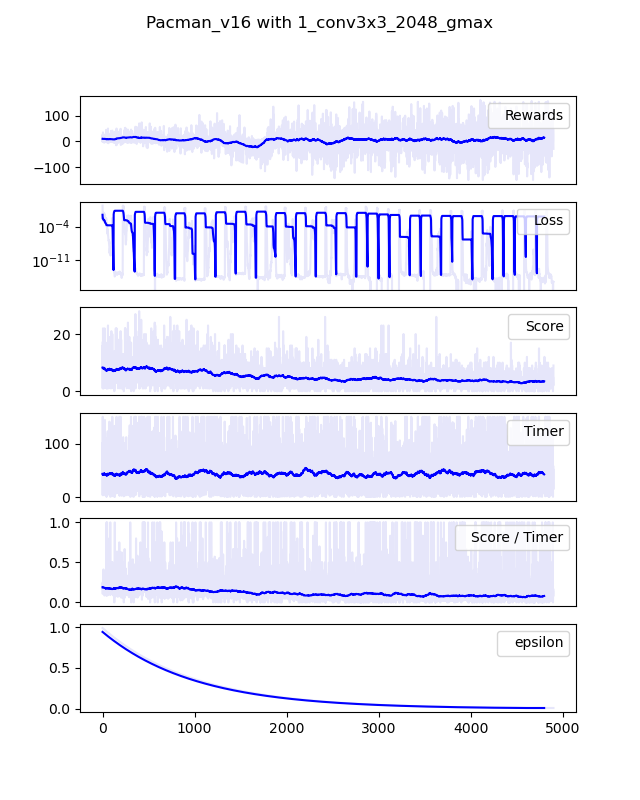 Pacman_v16 with 1_conv3x3_2048_gmax
100
0
−100
Rewards
10⁻⁴
10⁻¹¹
Loss
20
0
Score
100
0
Timer
1.0
0.5
0.0
Score / Timer
1.0
0.5
0.0
epsilon
0 1000 2000 3000 4000 5000